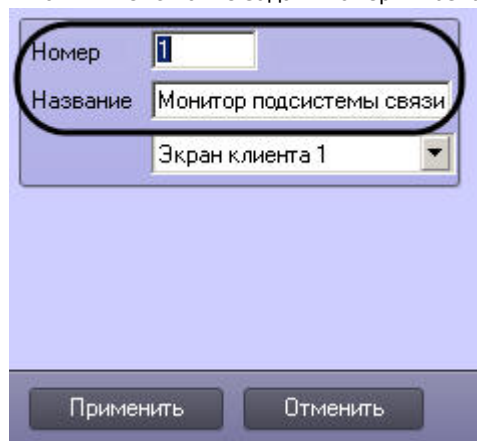 Номер 1
Название Монитор подсистемы связи
Экран клиента 1
Применить Отменить